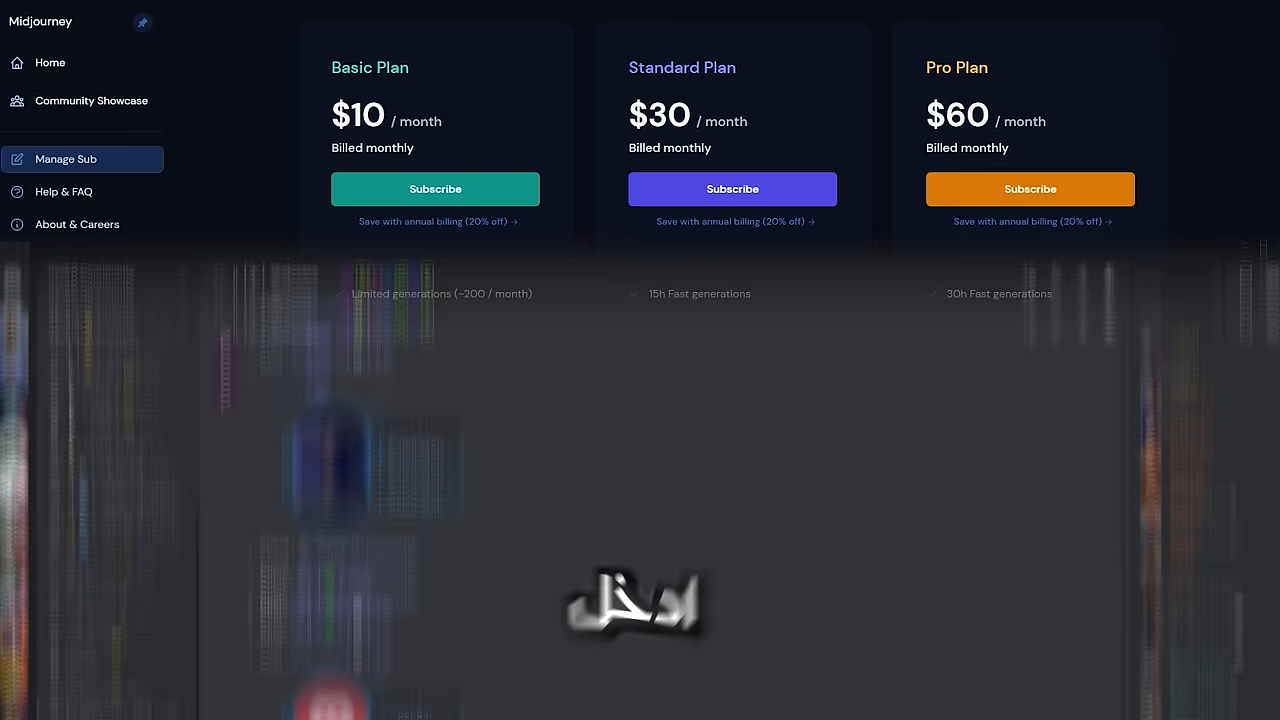 Midjourney
Home
Community Showcase
Manage Sub
Help & FAQ
About & Careers
Basic Plan
$10 / month
Billed monthly
Subscribe
Save with annual billing (20% off) →
Limited generations (~200 / month)
Standard Plan
$30 / month
Billed monthly
Subscribe
Save with annual billing (20% off) →
15h Fast generations
Pro Plan
$60 / month
Billed monthly
Subscribe
Save with annual billing (20% off) →
30h Fast generations
ادخل